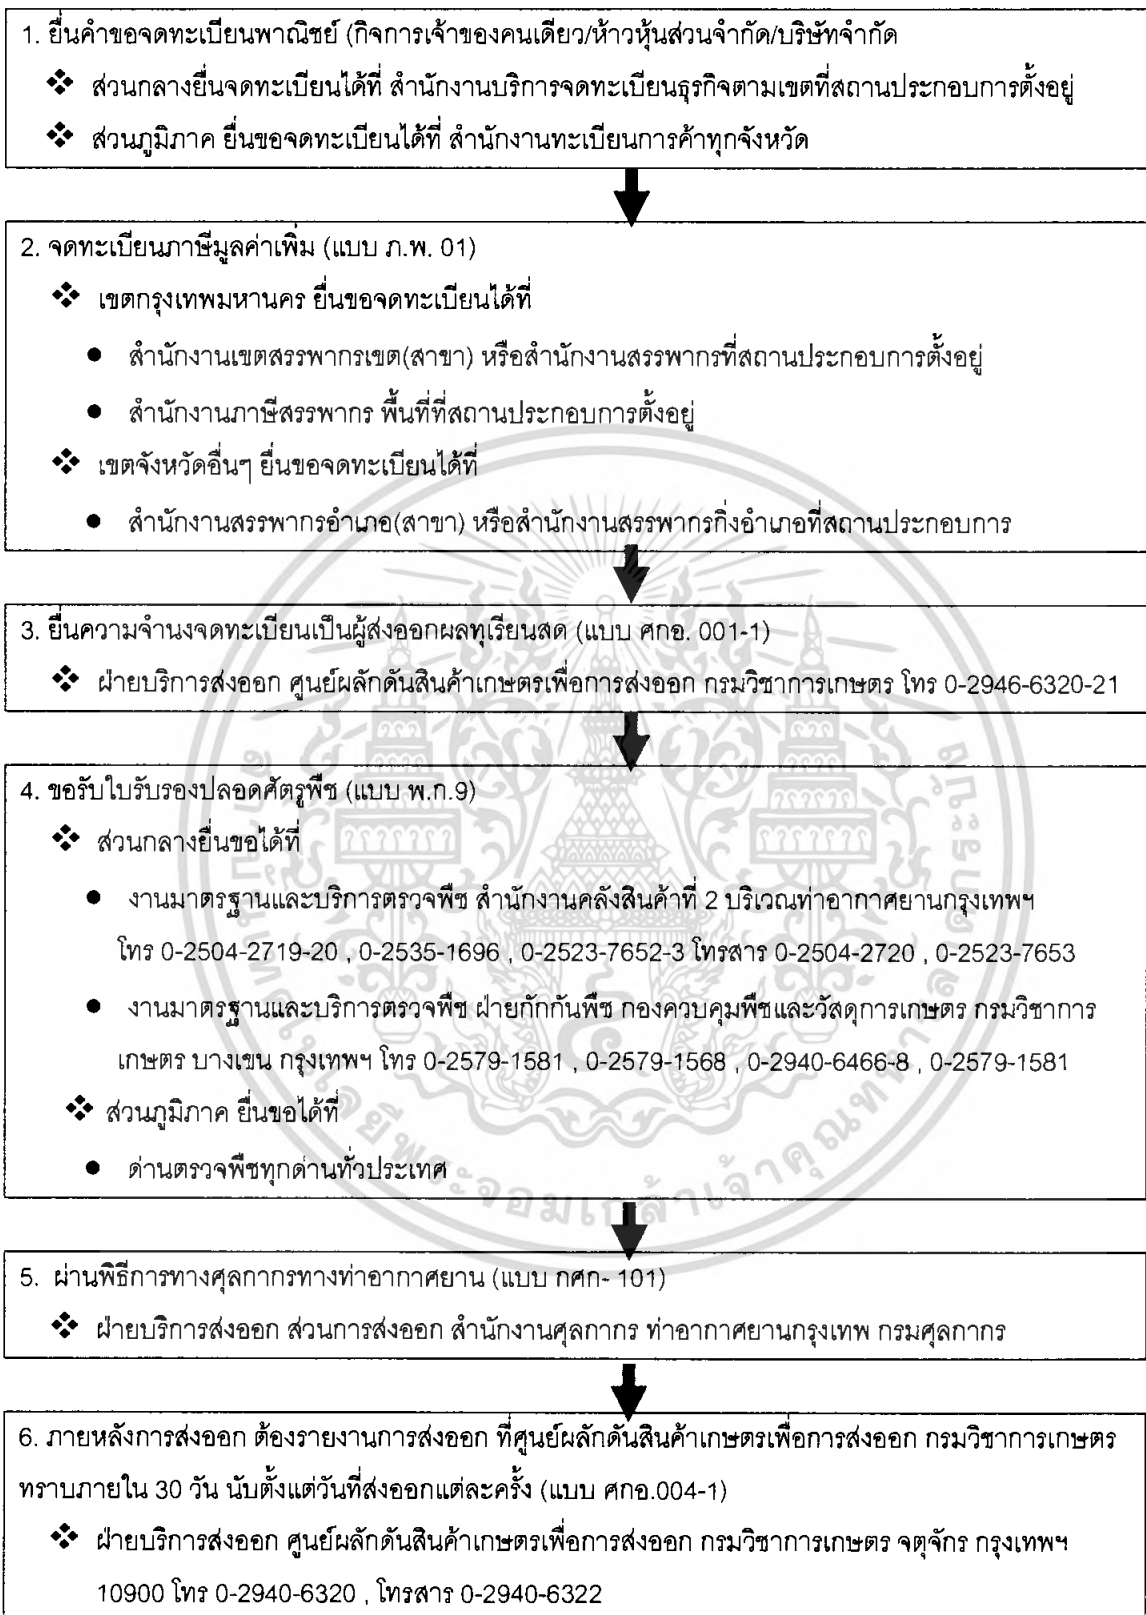 1. ยื่นคำขอจดทะเบียนพาณิชย์ (กิจการเจ้าของคนเดียว/ห้าวหุ้นส่วนจำกัด/บริษัทจำกัด
❖ ส่วนกลางยื่นจดทะเบียนได้ที่ สำนักงานบริการจดทะเบียนธุรกิจตามเขตที่สถานประกอบการตั้งอยู่
❖ ส่วนภูมิภาค ยื่นขอจดทะเบียนได้ที่ สำนักงานทะเบียนการค้าทุกจังหวัด
2. จดทะเบียนภาษีมูลค่าเพิ่ม (แบบ ภ.พ. 01)
❖ เขตกรุงเทพมหานคร ยื่นขอจดทะเบียนได้ที่
● สำนักงานเขตสรรพากรเขต(สาขา) หรือสำนักงานสรรพากรที่สถานประกอบการตั้งอยู่
● สำนักงานภาษีสรรพากร พื้นที่ที่สถานประกอบการตั้งอยู่
❖ เขตจังหวัดอื่นๆ ยื่นขอจดทะเบียนได้ที่
● สำนักงานสรรพากรอำเภอ(สาขา) หรือสำนักงานสรรพากรกิ่งอำเภอที่สถานประกอบการ
3. ยื่นความจำนงจดทะเบียนเป็นผู้ส่งออกผลทุเรียนสด (แบบ ศกอ. 001-1)
❖ ฝ่ายบริการส่งออก ศูนย์ผลักดันสินค้าเกษตรเพื่อการส่งออก กรมวิชาการเกษตร โทร 0-2946-6320-21
4. ขอรับใบรับรองปลอดศัตรูพืช (แบบ พ.ก.9)
❖ ส่วนกลางยื่นขอได้ที่
● งานมาตรฐานและบริการตรวจพืช สำนักงานคลังสินค้าที่ 2 บริเวณท่าอากาศยานกรุงเทพฯ
โทร 0-2504-2719-20 , 0-2535-1696 , 0-2523-7652-3 โทรสาร 0-2504-2720 , 0-2523-7653
● งานมาตรฐานและบริการตรวจพืช ฝ่ายกักกันพืช กองควบคุมพืชและวัสดุการเกษตร กรมวิชาการ
เกษตร บางเขน กรุงเทพฯ โทร 0-2579-1581 , 0-2579-1568 , 0-2940-6466-8 , 0-2579-1581
❖ ส่วนภูมิภาค ยื่นขอได้ที่
● ด่านตรวจพืชทุกด่านทั่วประเทศ
5. ผ่านพิธีการทางศุลกากรทางท่าอากาศยาน (แบบ กศก- 101)
❖ ฝ่ายบริการส่งออก ส่วนการส่งออก สำนักงานศุลกากร ท่าอากาศยานกรุงเทพ กรมศุลกากร
6. ภายหลังการส่งออก ต้องรายงานการส่งออก ที่ศูนย์ผลักดันสินค้าเกษตรเพื่อการส่งออก กรมวิชาการเกษตร
ทราบภายใน 30 วัน นับตั้งแต่วันที่ส่งออกแต่ละครั้ง (แบบ ศกอ.004-1)
❖ ฝ่ายบริการส่งออก ศูนย์ผลักดันสินค้าเกษตรเพื่อการส่งออก กรมวิชาการเกษตร จตุจักร กรุงเทพฯ
10900 โทร 0-2940-6320 , โทรสาร 0-2940-6322